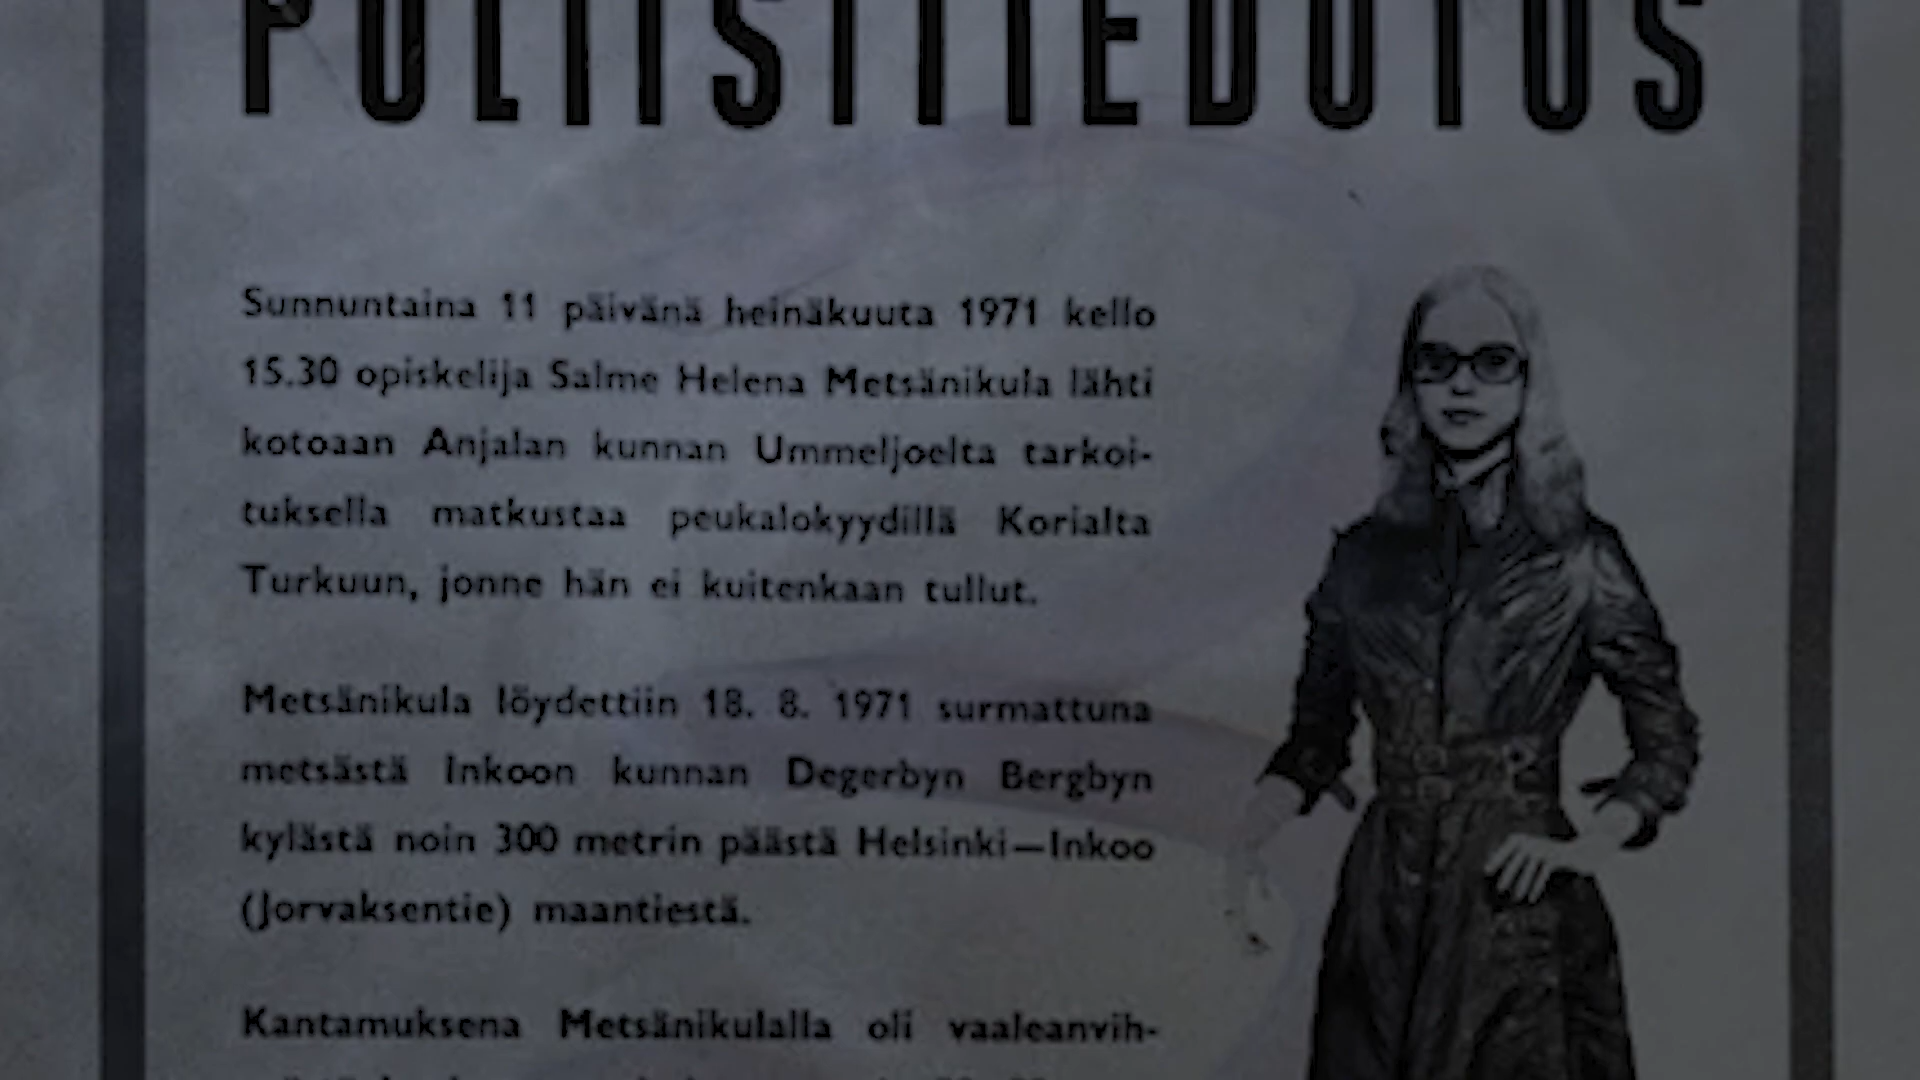 POLIISITIEDOTUS
Sunnuntaina 11 päivänä heinäkuuta 1971 kello
15.30 opiskelija Salme Helena Metsänikula lähti
kotoaan Anjalan kunnan Ummeljoelta tarkoi-
tuksella matkustaa peukalokyydillä Korialta
Turkuun, jonne hän ei kuitenkaan tullut.
Metsänikula löydettiin 18. 8. 1971 surmattuna
metsästä Inkoon kunnan Degerbyn Bergbyn
kylästä noin 300 metrin päästä Helsinki—Inkoo
(Jorvaksentie) maantiestä.
Kantamuksena Metsänikulalla oli vaaleanvih-